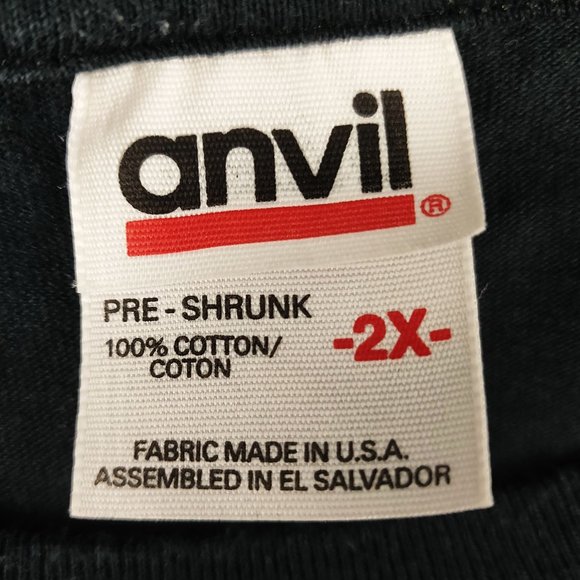 anvil®
PRE-SHRUNK
100% COTTON/
COTON
-2X-
FABRIC MADE IN U.S.A.
ASSEMBLED IN EL SALVADOR